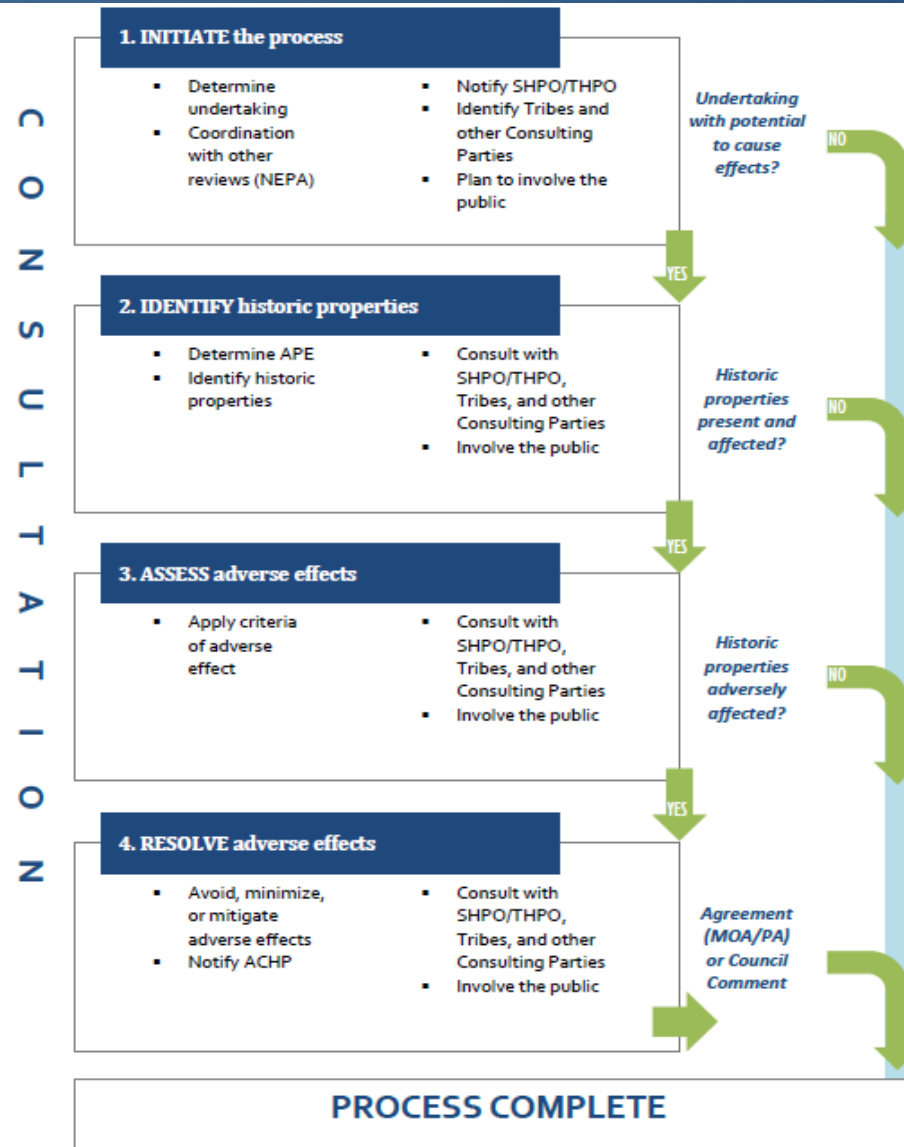 CONSULTATION
1. INITIATE the process
▪ Determine
undertaking
▪ Coordination
with other
reviews (NEPA)
▪ Notify SHPO/THPO
▪ Identify Tribes and
other Consulting
Parties
▪ Plan to involve the
public
Undertaking
with potential
to cause
effects?
NO
YES
2. IDENTIFY historic properties
▪ Determine APE
▪ Identify historic
properties
▪ Consult with
SHPO/THPO,
Tribes, and other
Consulting Parties
▪ Involve the public
Historic
properties
present and
affected?
NO
YES
3. ASSESS adverse effects
▪ Apply criteria
of adverse
effect
▪ Consult with
SHPO/THPO,
Tribes, and other
Consulting Parties
▪ Involve the public
Historic
properties
adversely
affected?
NO
YES
4. RESOLVE adverse effects
▪ Avoid, minimize,
or mitigate
adverse effects
▪ Notify ACHP
▪ Consult with
SHPO/THPO,
Tribes, and other
Consulting Parties
▪ Involve the public
Agreement
(MOA/PA)
or Council
Comment
PROCESS COMPLETE